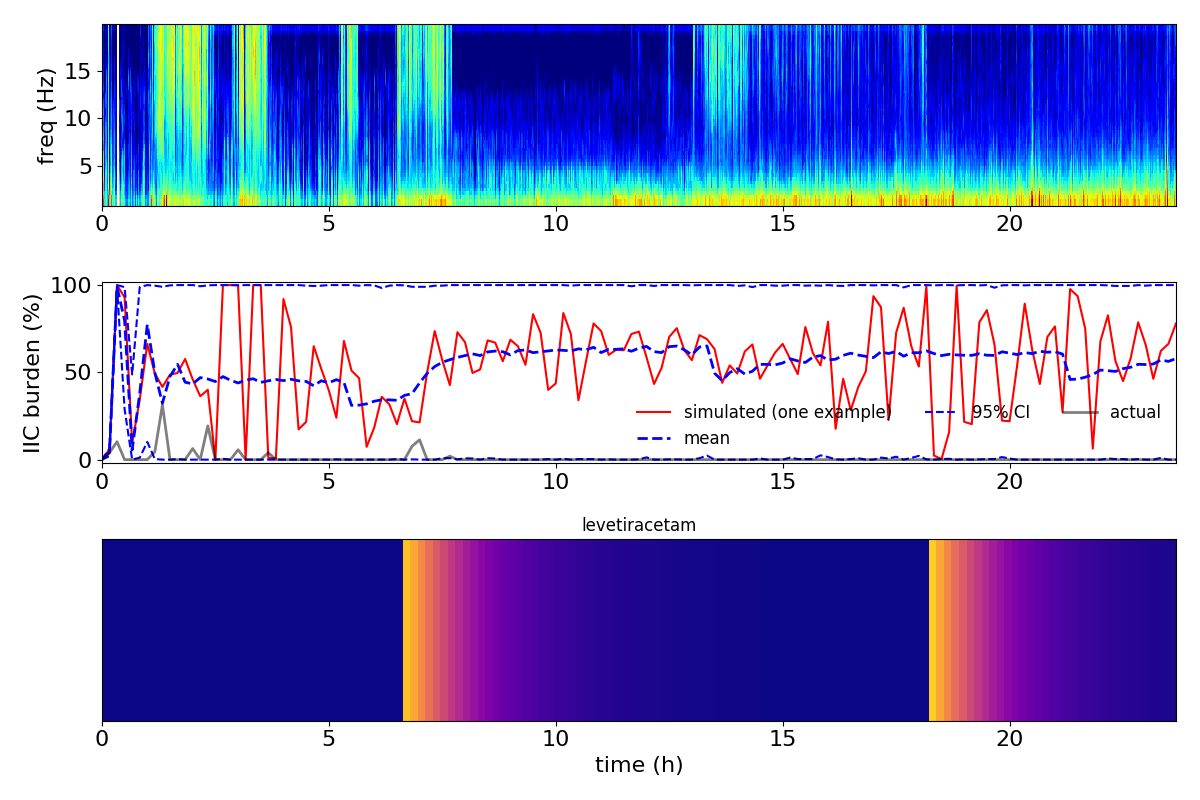 freq (Hz)
15
10
5
0 5 10 15 20
IIC burden (%)
100
50
0
simulated (one example) 95% CI actual
mean
0 5 10 15 20
levetiracetam
0 5 10 15 20
time (h)